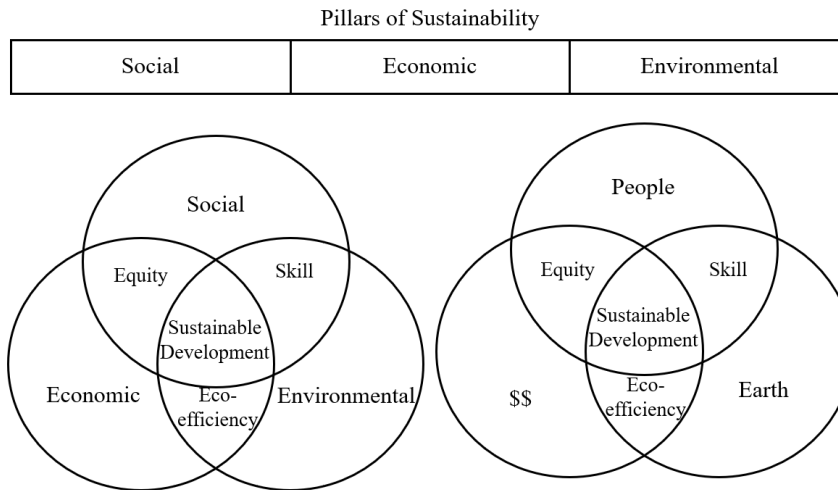 Pillars of Sustainability
Social Economic Environmental
Social
Equity Skill
Sustainable
Development
Economic Eco-
efficiency Environmental
People
Equity Skill
Sustainable
Development
$$ Eco-
efficiency Earth